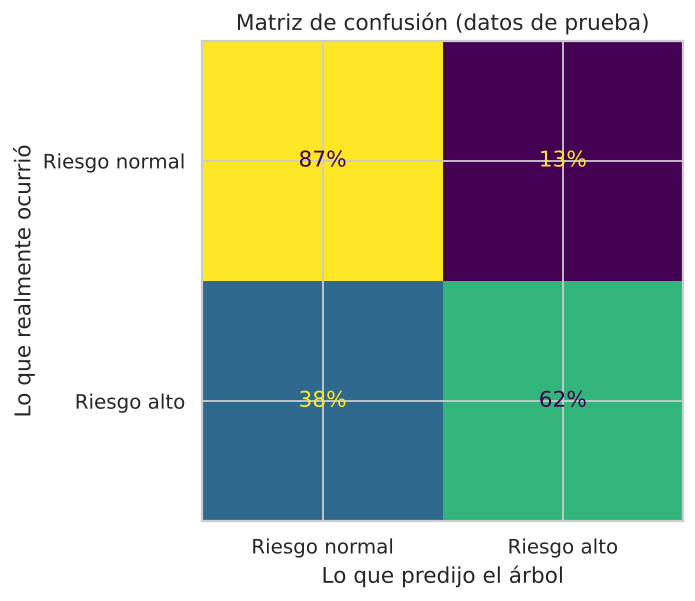 Matriz de confusión (datos de prueba)
Lo que realmente ocurrió
Riesgo normal
87%
13%
Riesgo alto
38%
62%
Riesgo normal
Riesgo alto
Lo que predijo el árbol